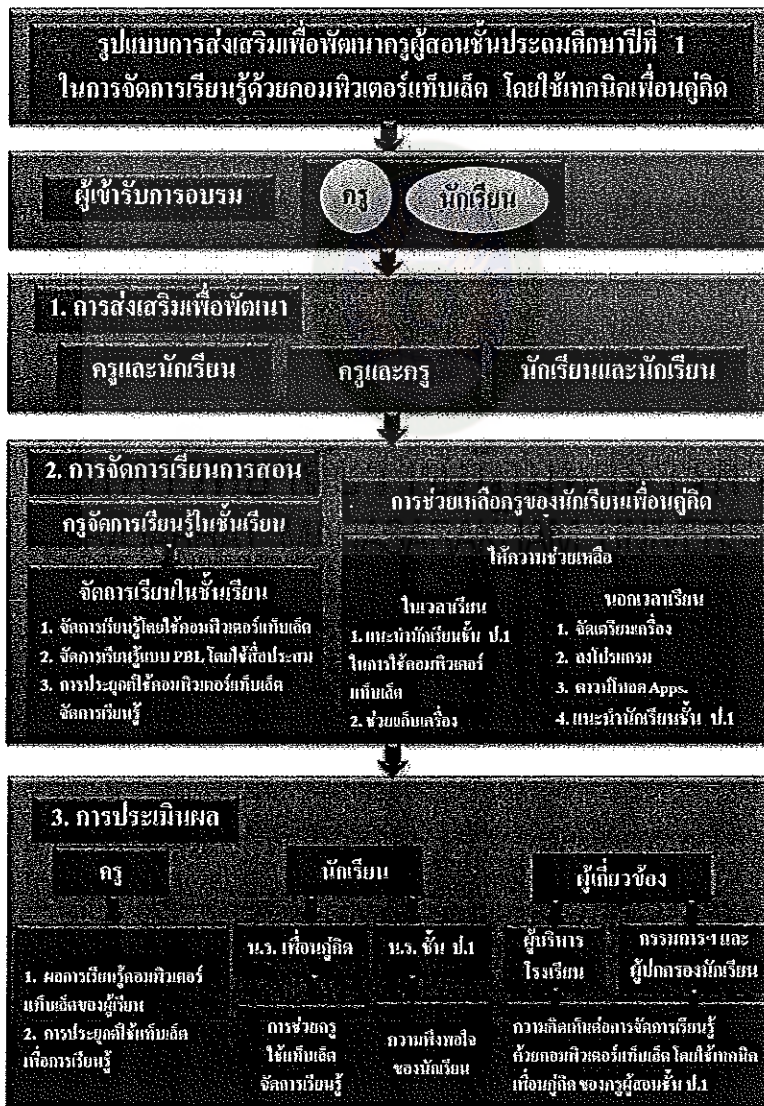 รูปแบบการส่งเสริมเพื่อพัฒนาครูผู้สอนชั้นประถมศึกษาปีที่ 1
ในการจัดการเรียนรู้ด้วยคอมพิวเตอร์แท็บเล็ต โดยใช้เทคนิคเพื่อนคู่คิด
ผู้เข้ารับการอบรม
ครู
นักเรียน
1. การส่งเสริมเพื่อพัฒนา
ครูและนักเรียน
ครูและครู
นักเรียนและนักเรียน
2. การจัดการเรียนการสอน
ครูจัดการเรียนรู้ในชั้นเรียน
จัดการเรียนในชั้นเรียน
1. จัดการเรียนรู้โดยใช้คอมพิวเตอร์แท็บเล็ต
2. จัดการเรียนรู้แบบ PBL โดยใช้สื่อประสม
3. การประยุกต์ใช้คอมพิวเตอร์แท็บเล็ต
จัดการเรียนรู้
การช่วยเหลือครูของนักเรียนเพื่อนคู่คิด
ให้ความช่วยเหลือ
ในเวลาเรียน
1. แนะนำนักเรียนชั้น ป.1
ในการใช้คอมพิวเตอร์
แท็บเล็ต
2. ช่วยเก็บเครื่อง
นอกเวลาเรียน
1. จัดเตรียมเครื่อง
2. ลงโปรแกรม
3. ดาวน์โหลด Apps.
4. แนะนำนักเรียนชั้น ป.1
3. การประเมินผล
ครู
1. ผลการเรียนรู้คอมพิวเตอร์
แท็บเล็ตของผู้เรียน
2. การประยุกต์ใช้แท็บเล็ต
เพื่อการเรียนรู้
นักเรียน
น.ร. เพื่อนคู่คิด
น.ร. ชั้น ป.1
การช่วยครู
ใช้แท็บเล็ต
จัดการเรียนรู้
ความพึงพอใจ
ของนักเรียน
ผู้เกี่ยวข้อง
ผู้บริหาร
โรงเรียน
กรรมการฯ และ
ผู้ปกครองนักเรียน
ความคิดเห็นต่อการจัดการเรียนรู้
ด้วยคอมพิวเตอร์แท็บเล็ต โดยใช้เทคนิค
เพื่อนคู่คิด ของครูผู้สอนชั้น ป.1